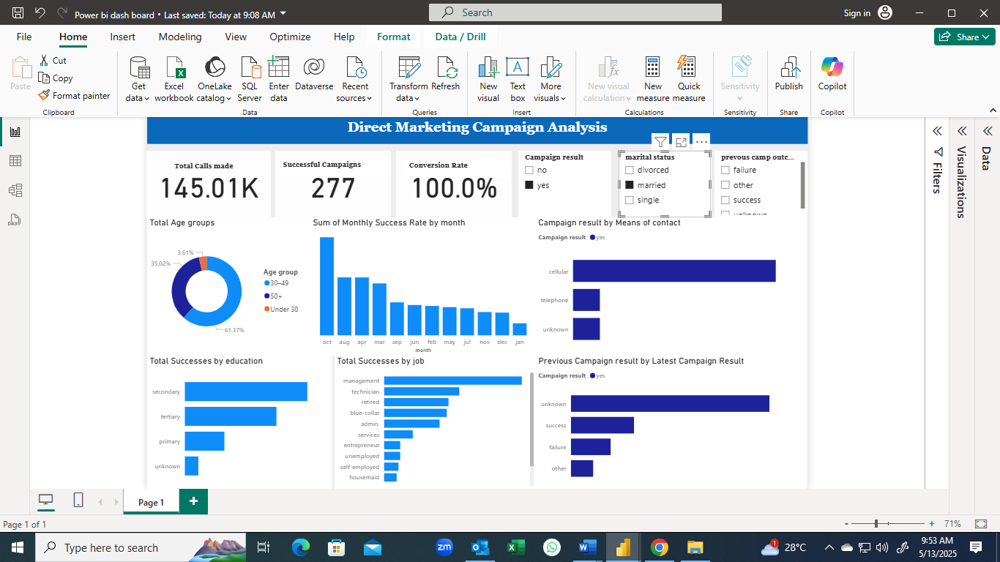 Power bi dash board • Last saved: Today at 9:08 AM
Search
Sign in
File Home Insert Modeling View Optimize Help Format Data / Drill
Share
Paste
Cut
Copy
Format painter
Get data
Excel workbook
OneLake catalog
SQL Server
Enter data
Dataverse
Recent sources
Transform data
Refresh
New visual
Text box
More visuals
New visual calculation
New measure
Quick measure
Sensitivity
Publish
Copilot
Clipboard Data Queries Insert Calculations Sensitivity Share Copilot
Direct Marketing Campaign Analysis
Total Calls made
145.01K
Successful Campaigns
277
Conversion Rate
100.0%
Campaign result
no
yes
marital status
divorced
married
single
prevous camp outc...
failure
other
success
unknown
Filters
Visualizations
Data
Total Age groups
3.61%
35.02%
61.37%
Age group
30–49
50+
Under 30
Sum of Monthly Success Rate by month
oct aug apr mar sep jun feb may jul nov dec jan
month
Campaign result by Means of contact
Campaign result yes
cellular
telephone
unknown
Total Successes by education
secondary
tertiary
primary
unknown
Total Successes by job
management
technician
retired
blue-collar
admin.
services
entrepreneur
unemployed
self-employed
housemaid
Previous Campaign result by Latest Campaign Result
Campaign result yes
unknown
success
failure
other
Page 1
Page 1 of 1
- + 71%
Type here to search
zm
1
28°C
9:53 AM
5/13/2025